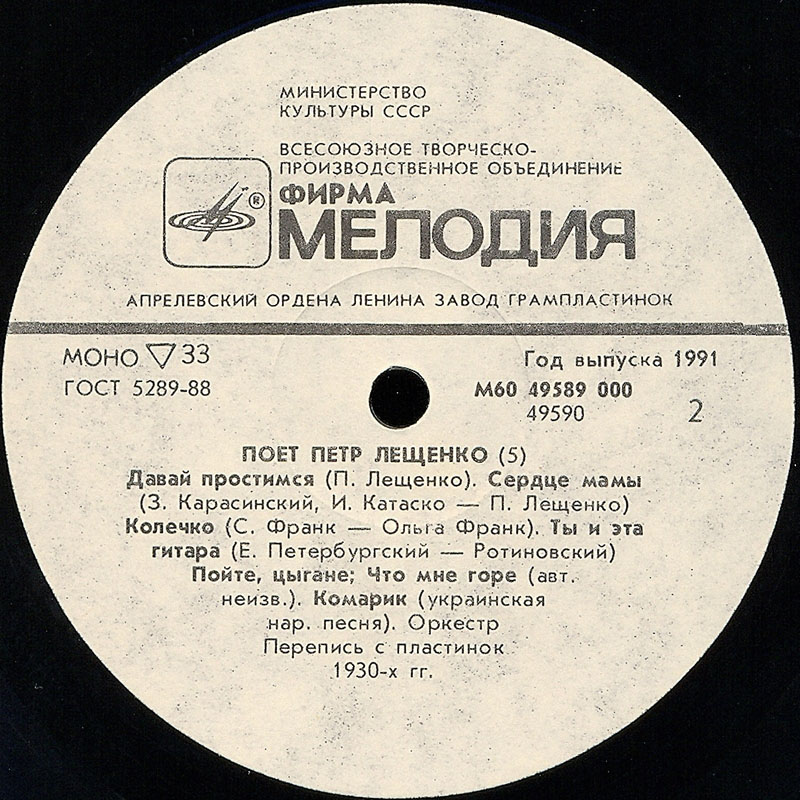 МИНИСТЕРСТВО
КУЛЬТУРЫ СССР
ВСЕСОЮЗНОЕ ТВОРЧЕСКО-
ПРОИЗВОДСТВЕННОЕ ОБЪЕДИНЕНИЕ
ФИРМА
®
МЕЛОДИЯ
АПРЕЛЕВСКИЙ ОРДЕНА ЛЕНИНА ЗАВОД ГРАМПЛАСТИНОК
МОНО ▽ 33
ГОСТ 5289-88
Год выпуска 1991
М60 49589 000
49590
2
ПОЕТ ПЕТР ЛЕЩЕНКО (5)
Давай простимся (П. Лещенко). Сердце мамы
(З. Карасинский, И. Катаско — П. Лещенко)
Колечко (С. Франк — Ольга Франк). Ты и эта
гитара (Е. Петербургский — Ротиновский)
Пойте, цыгане; Что мне горе (авт.
неизв.). Комарик (украинская
нар. песня). Оркестр
Перепись с пластинок
1930-х гг.